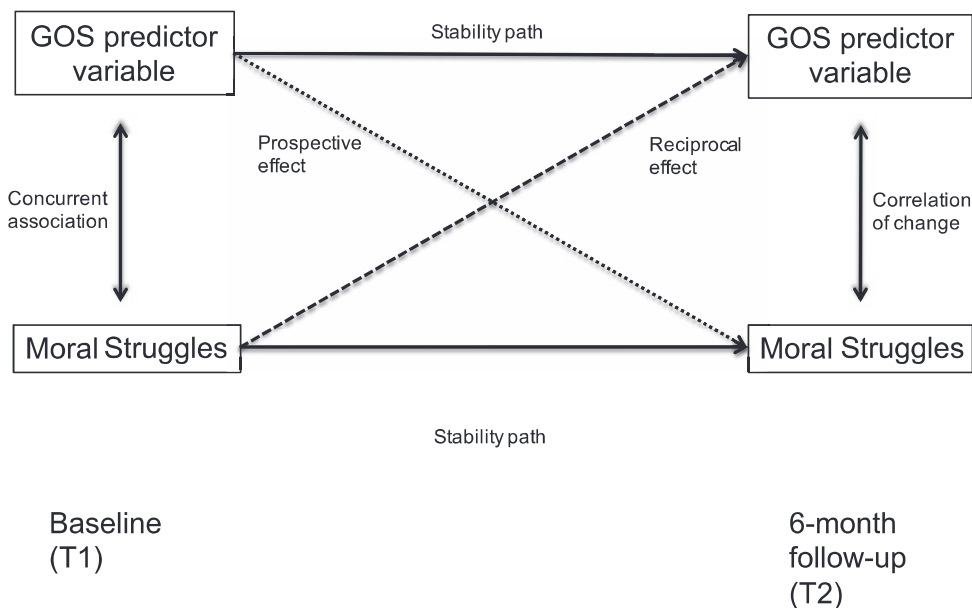 GOS predictor
variable
Stability path
GOS predictor
variable
Prospective
effect
Reciprocal
effect
Concurrent
association
Correlation
of change
Moral Struggles
Moral Struggles
Stability path
Baseline
(T1)
6-month
follow-up
(T2)